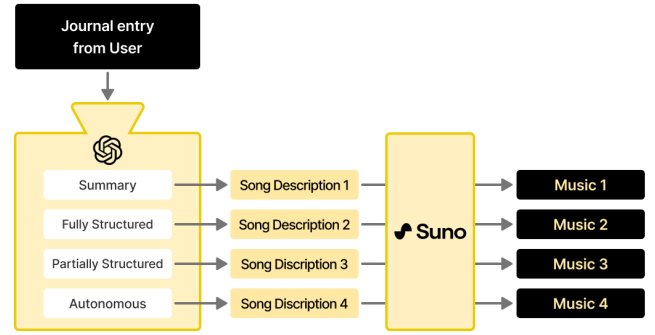 Journal entry
from User
Summary
Song Description 1
Music 1
Fully Structured
Song Description 2
Suno
Music 2
Partially Structured
Song Discription 3
Music 3
Autonomous
Song Discription 4
Music 4